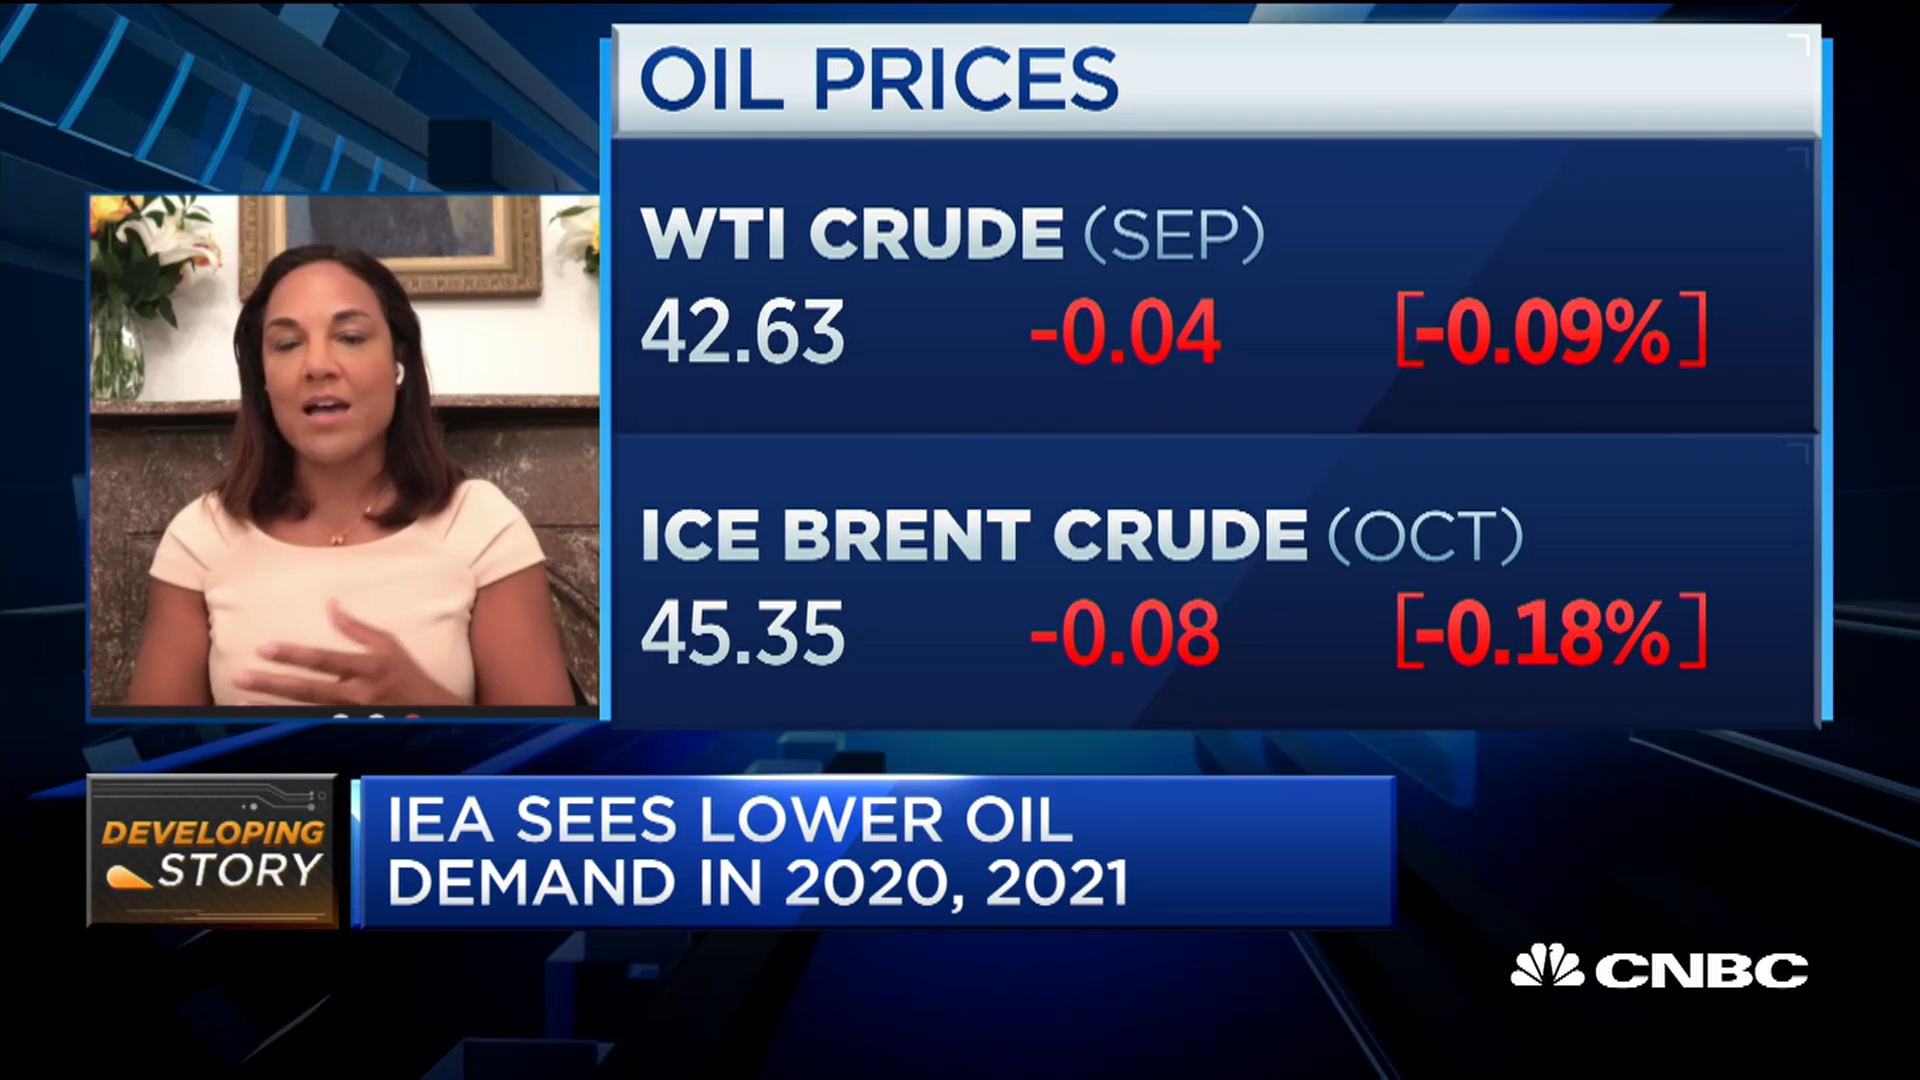 OIL PRICES
WTI CRUDE (SEP)
42.63 -0.04 [-0.09%]
ICE BRENT CRUDE (OCT)
45.35 -0.08 [-0.18%]
DEVELOPING
STORY
IEA SEES LOWER OIL
DEMAND IN 2020, 2021
CNBC